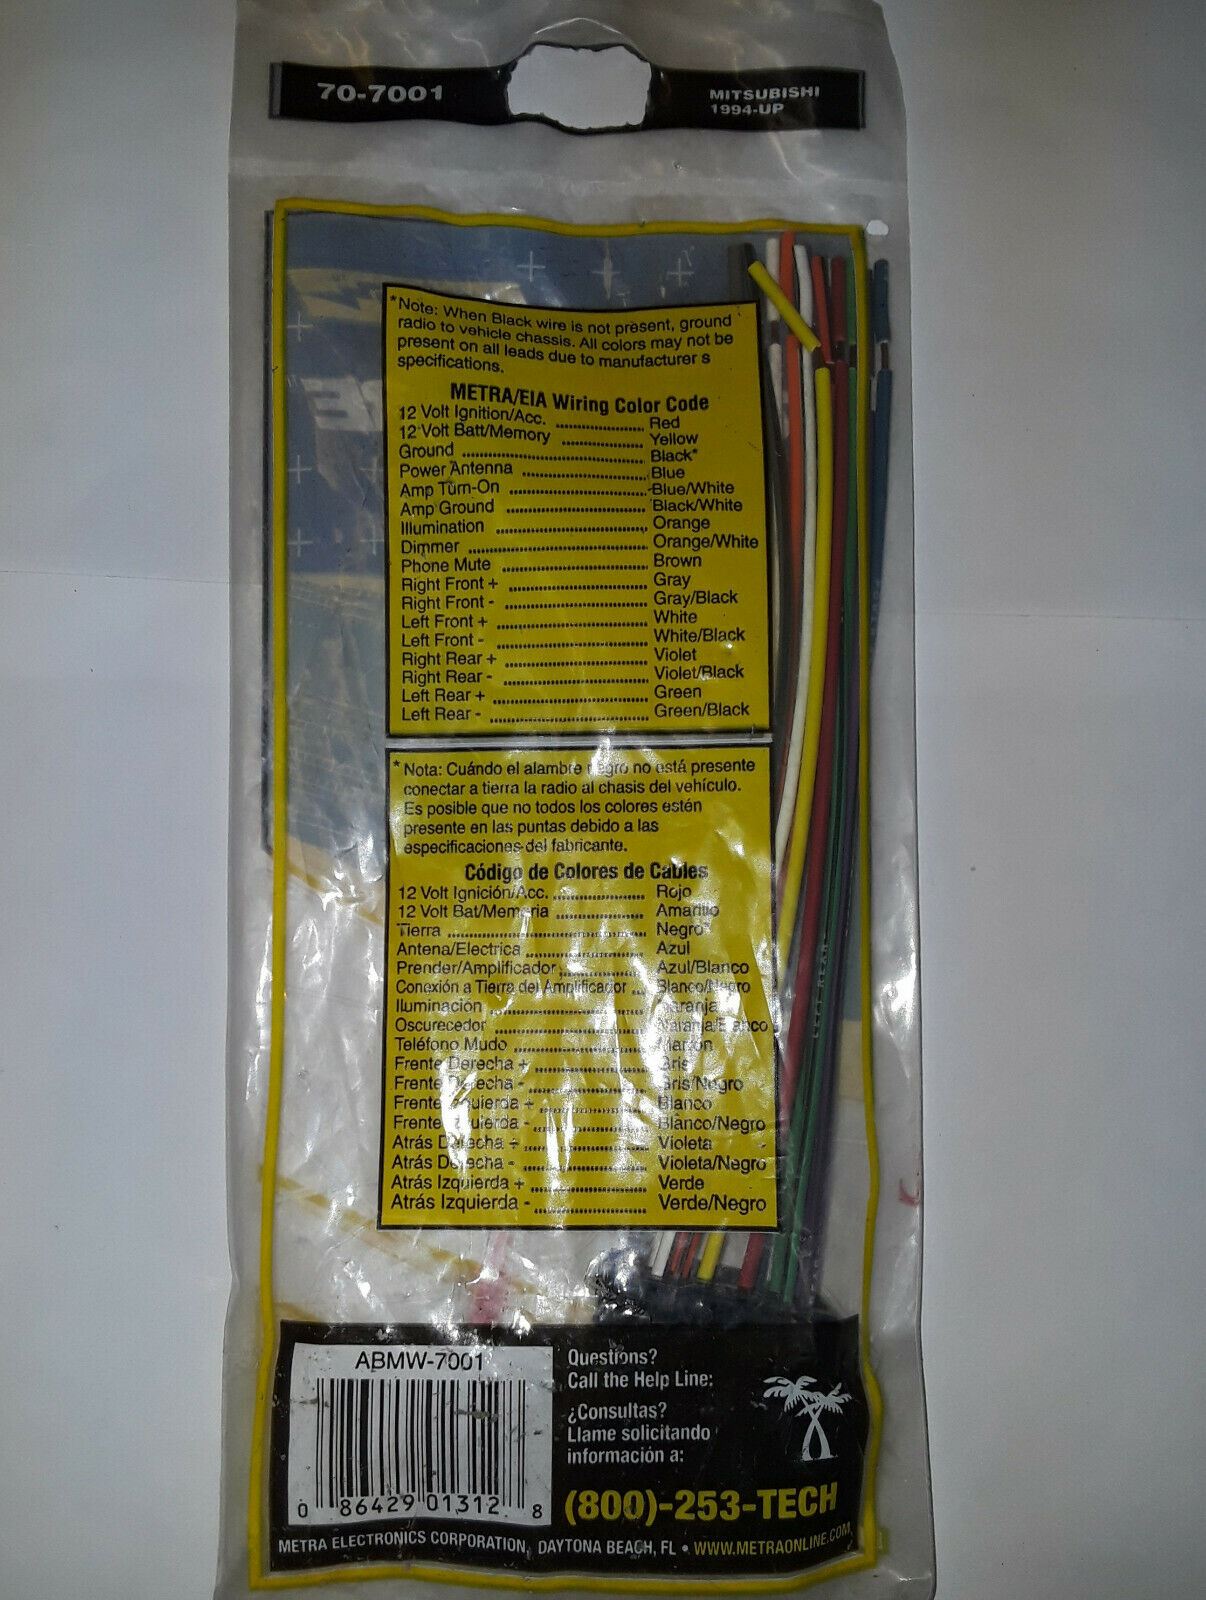 70-7001
MITSUBISHI
1994-UP
*Note: When Black wire is not present, ground
radio to vehicle chassis. All colors may not be
present on all leads due to manufacturer s
specifications.
METRA/EIA Wiring Color Code
12 Volt Ignition/Acc. Red
12 Volt Batt/Memory Yellow
Ground Black*
Power Antenna Blue
Amp Turn-On Blue/White
Amp Ground Black/White
Illumination Orange
Dimmer Orange/White
Phone Mute Brown
Right Front + Gray
Right Front - Gray/Black
Left Front + White
Left Front - White/Black
Right Rear + Violet
Right Rear - Violet/Black
Left Rear + Green
Left Rear - Green/Black
* Nota: Cuándo el alambre negro no está presente
conectar a tierra la radio al chasis del vehículo.
Es posible que no todos los colores estén
presente en las puntas debido a las
especificaciones del fabricante.
Código de Colores de Cables
12 Volt Ignición/Acc. Rojo
12 Volt Bat/Memoria Amarillo
Tierra Negro*
Antena/Electrica Azul
Prender/Amplificador Azul/Blanco
Conexión a Tierra del Amplificador Blanco/Negro
Iluminación Naranja
Oscurecedor Naranja/Blanco
Teléfono Mudo Marrón
Frente Derecha + Gris
Frente Derecha - Gris/Negro
Frente Izquierda + Blanco
Frente Izquierda - Blanco/Negro
Atrás Derecha + Violeta
Atrás Derecha - Violeta/Negro
Atrás Izquierda + Verde
Atrás Izquierda - Verde/Negro
LEFT REAR
ABMW-7001
0 86429 01312 8
Questions?
Call the Help Line:
¿Consultas?
Llame solicitando
información a:
(800)-253-TECH
METRA ELECTRONICS CORPORATION, DAYTONA BEACH, FL • WWW.METRAONLINE.COM